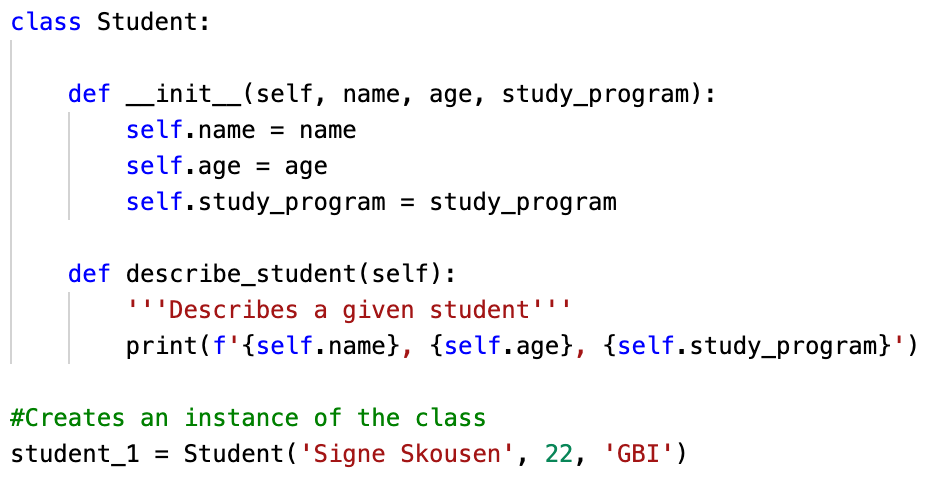 class Student:
    def __init__(self, name, age, study_program):
        self.name = name
        self.age = age
        self.study_program = study_program
    def describe_student(self):
        '''Describes a given student'''
        print(f'{self.name}, {self.age}, {self.study_program}')
#Creates an instance of the class
student_1 = Student('Signe Skousen', 22, 'GBI')